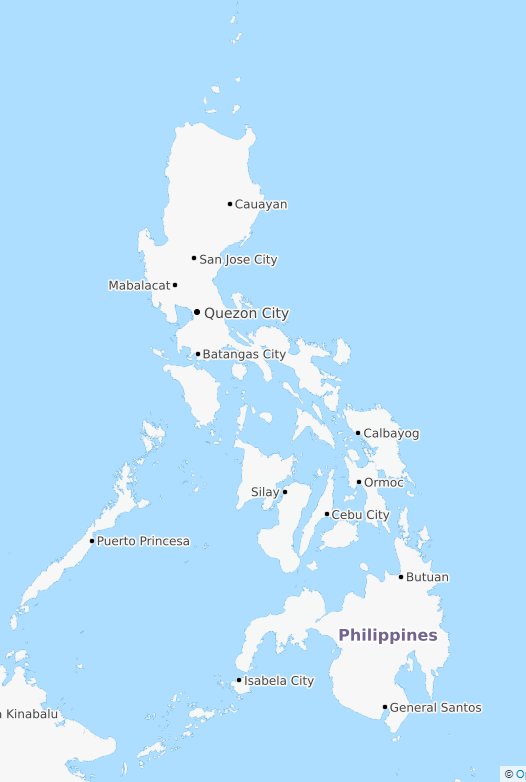 Cauayan
San Jose City
Mabalacat
Quezon City
Batangas City
Calbayog
Ormoc
Silay
Cebu City
Puerto Princesa
Butuan
Philippines
Isabela City
General Santos
Kinabalu
©